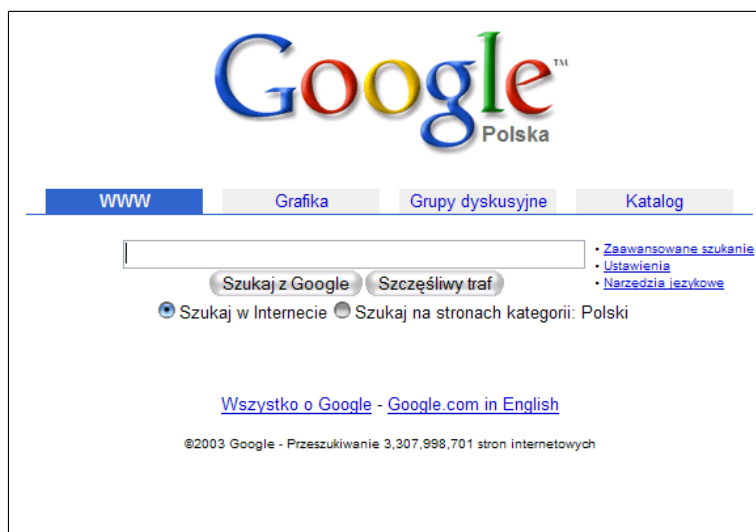 Google™
Polska
WWW Grafika Grupy dyskusyjne Katalog
• Zaawansowane szukanie
• Ustawienia
• Narzędzia językowe
Szukaj z Google Szczęśliwy traf
Szukaj w Internecie Szukaj na stronach kategorii: Polski
Wszystko o Google - Google.com in English
©2003 Google - Przeszukiwanie 3,307,998,701 stron internetowych